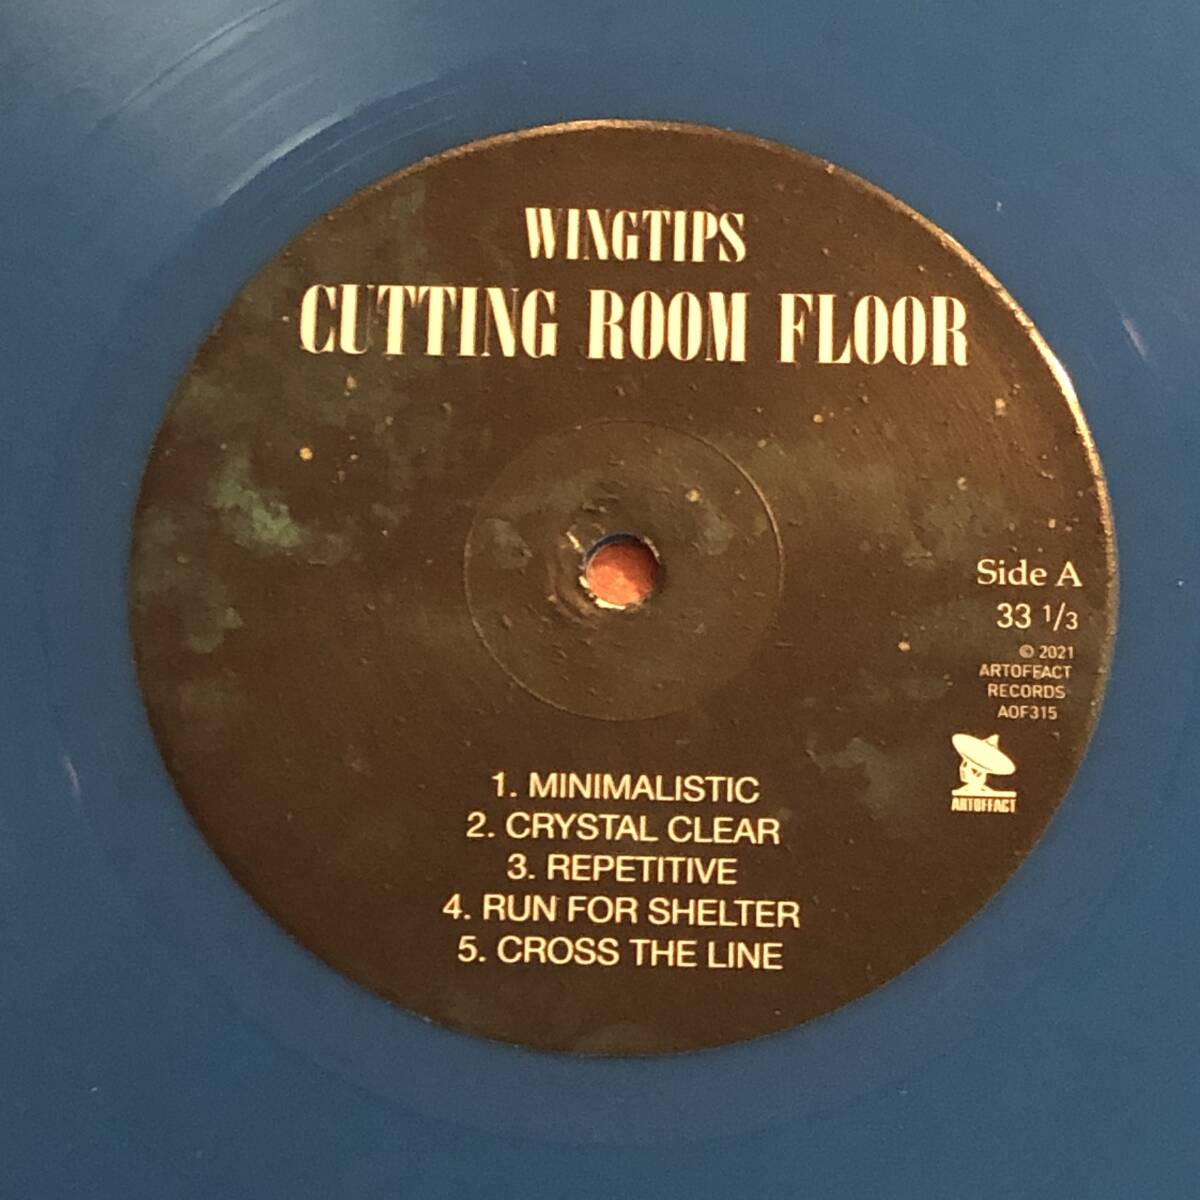 WINGTIPS
CUTTING ROOM FLOOR
Side A
33 1/3
© 2021
ARTOFFACT
RECORDS
AOF315
ARTOFFACT
1. MINIMALISTIC
2. CRYSTAL CLEAR
3. REPETITIVE
4. RUN FOR SHELTER
5. CROSS THE LINE